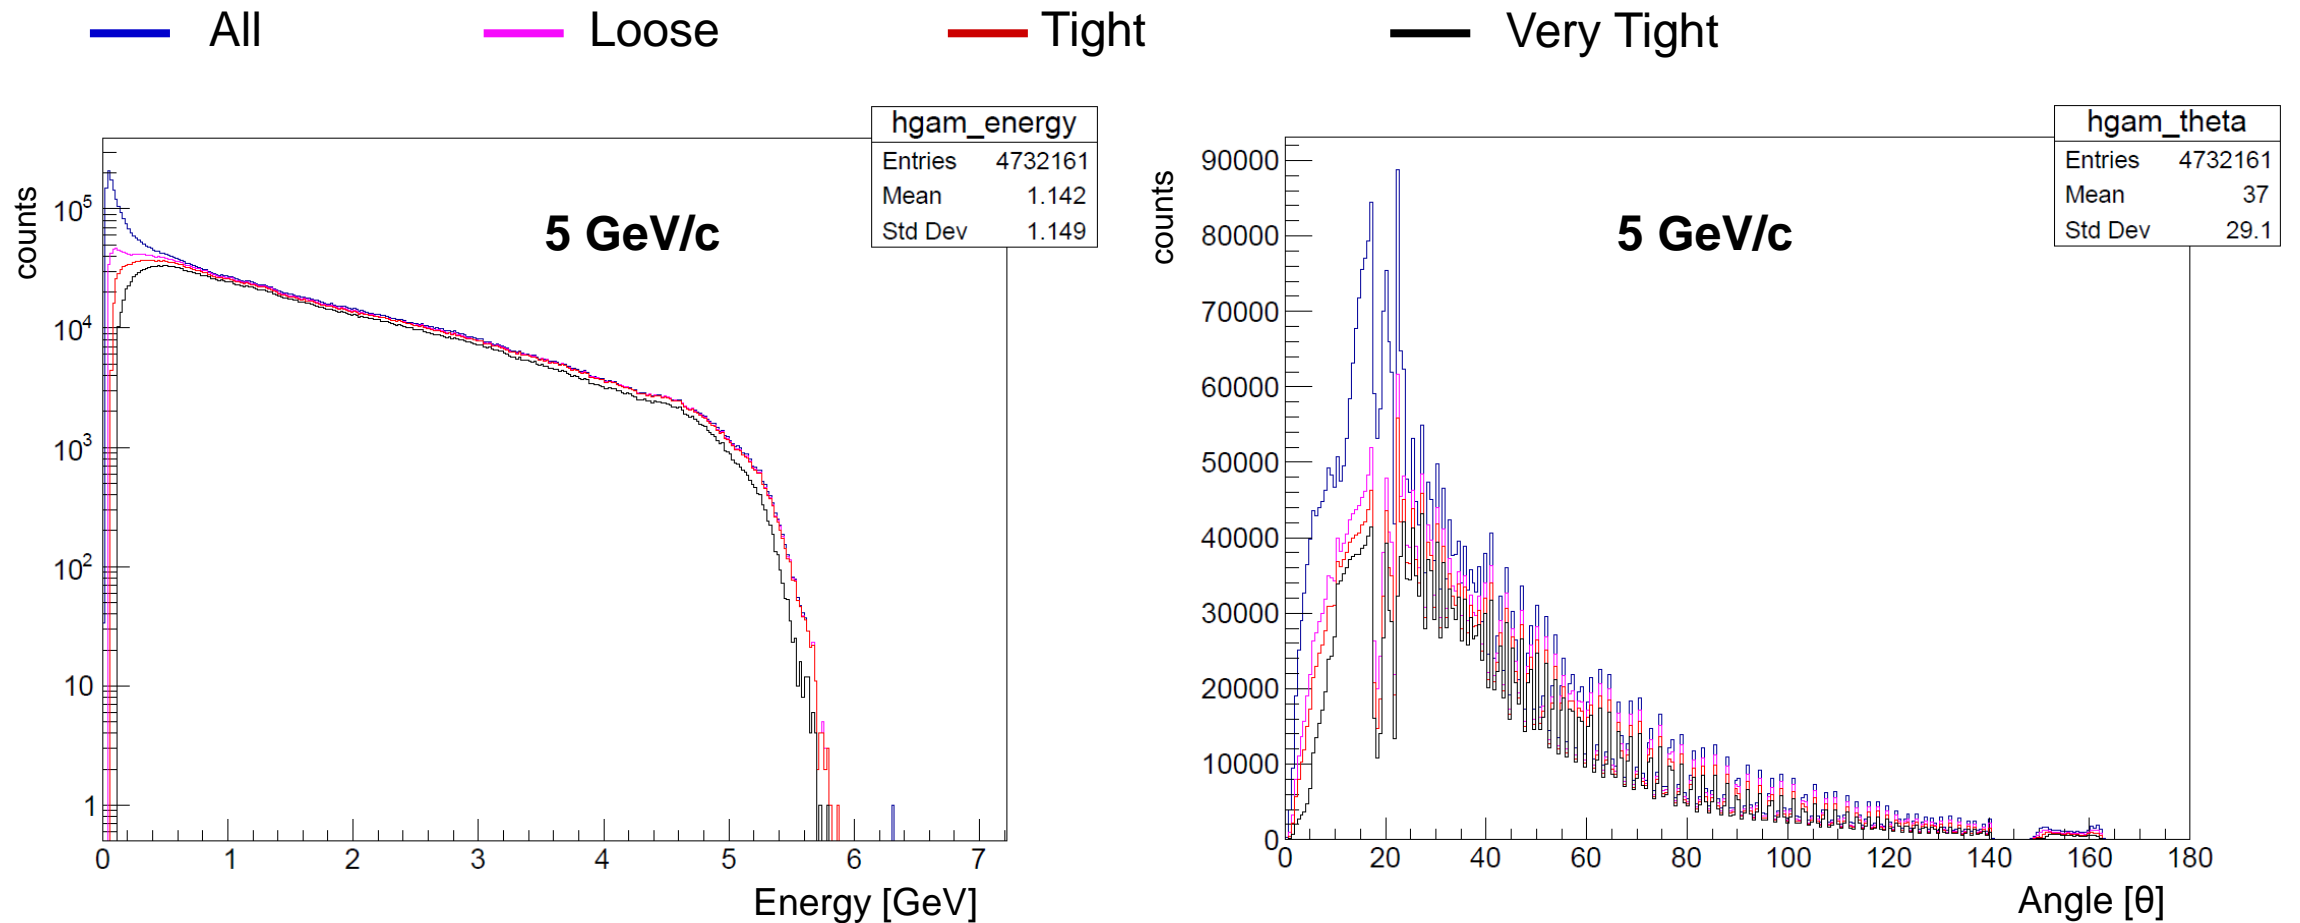 All Loose Tight Very Tight
hgam_energy
Entries 4732161
Mean 1.142
Std Dev 1.149
5 GeV/c
counts
10^5
10^4
10^3
10^2
10
1
0 1 2 3 4 5 6 7
Energy [GeV]
hgam_theta
Entries 4732161
Mean 37
Std Dev 29.1
5 GeV/c
counts
90000
80000
70000
60000
50000
40000
30000
20000
10000
0
0 20 40 60 80 100 120 140 160 180
Angle [θ]